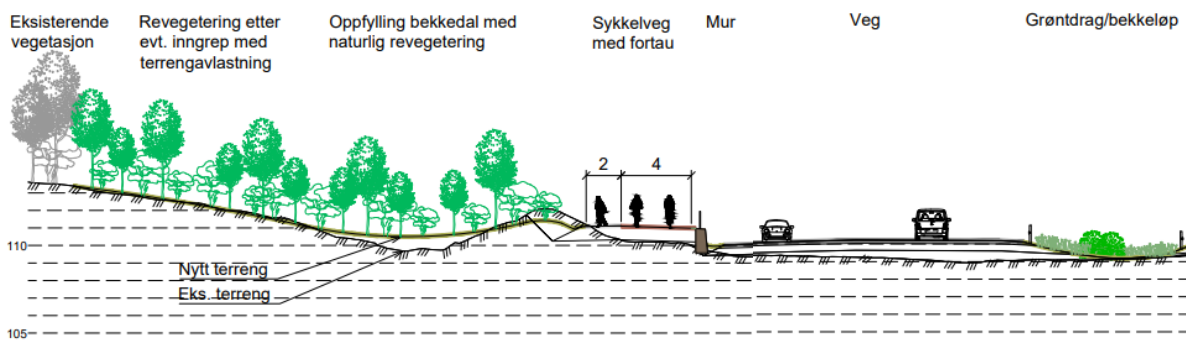 Eksisterende
vegetasjon
Revegetering etter
evt. inngrep med
terrengavlastning
Oppfylling bekkedal med
naturlig revegetering
Sykkelveg
med fortau
Mur
Veg
Grøntdrag/bekkeløp
2
4
110
Nytt terreng
Eks. terreng
105